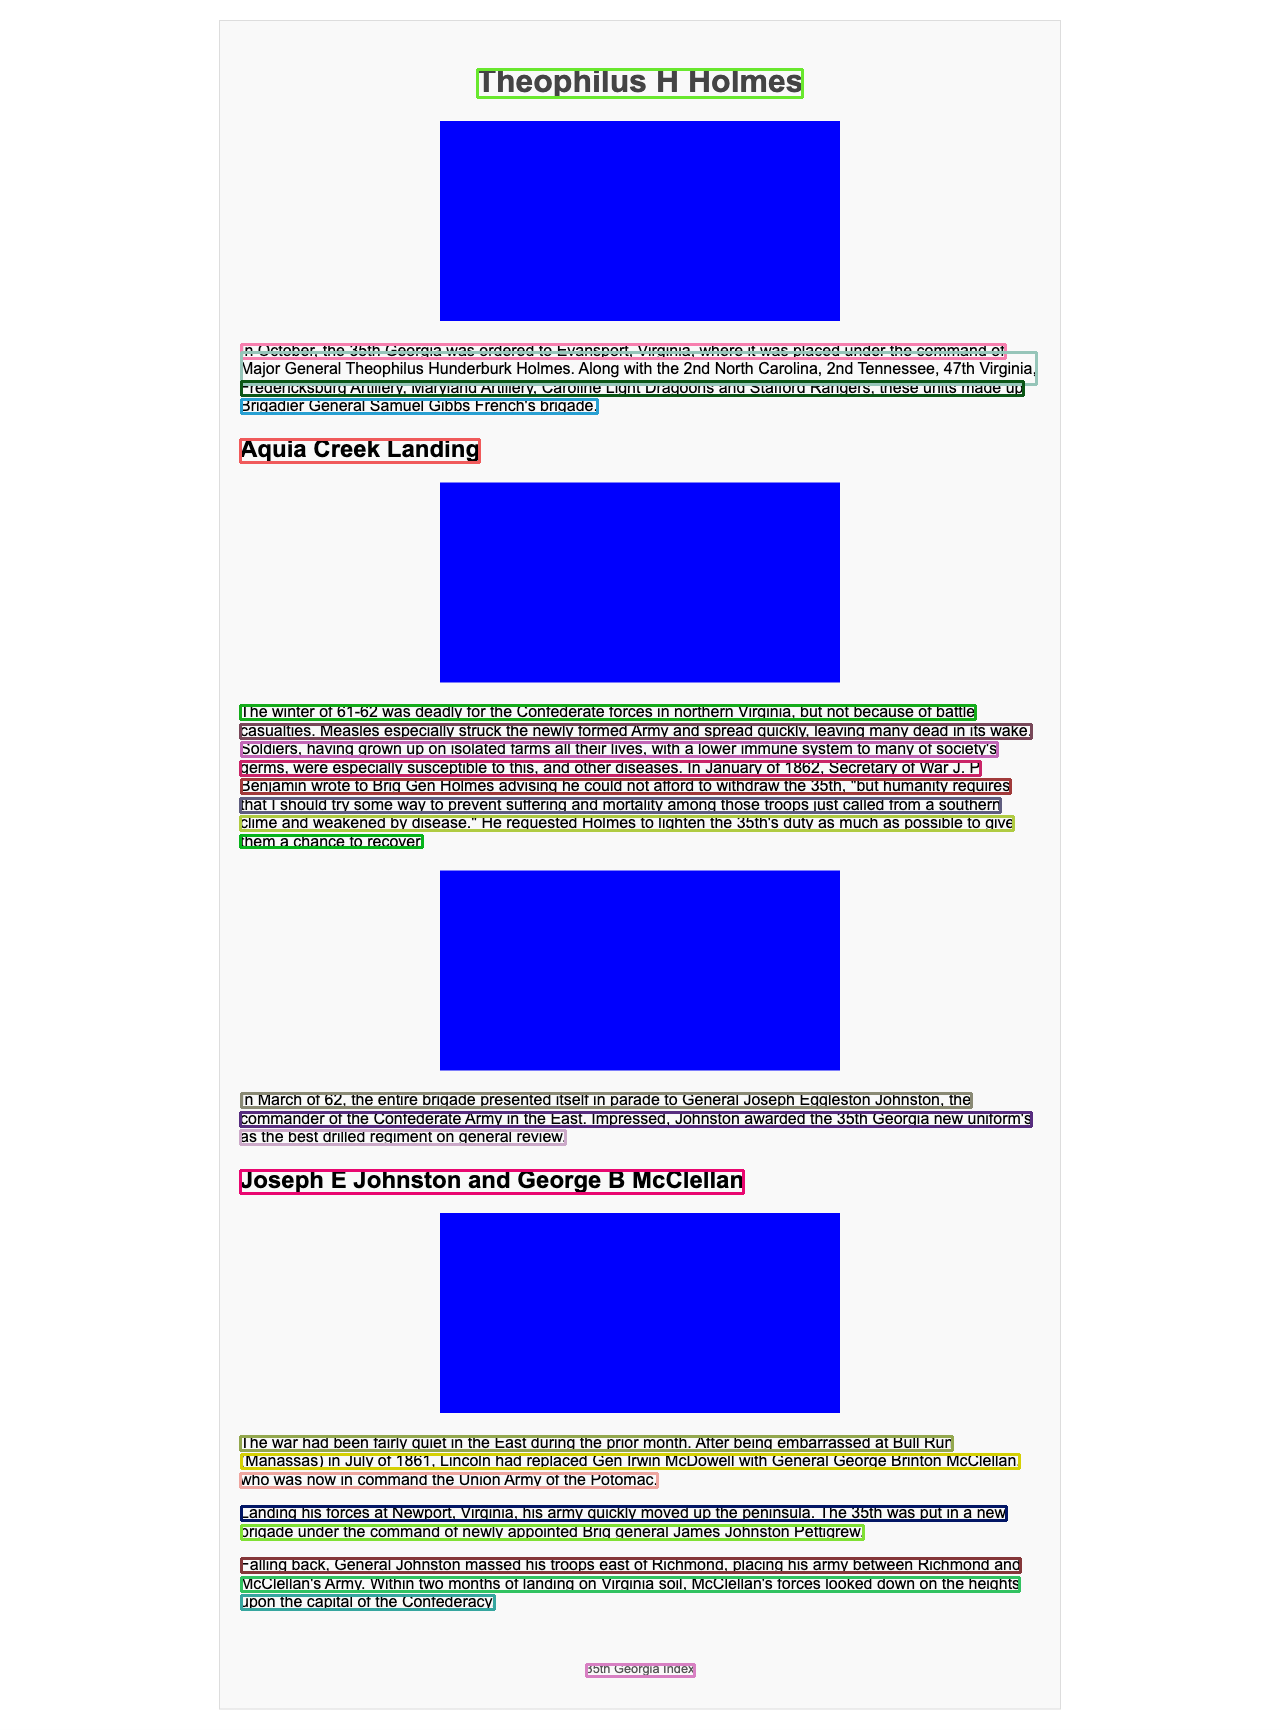 Theophilus H Holmes
In October, the 35th Georgia was ordered to Evansport, Virginia, where it was placed under the command of
Major General Theophilus Hunderburk Holmes. Along with the 2nd North Carolina, 2nd Tennessee, 47th Virginia,
Fredericksburg Artillery, Maryland Artillery, Caroline Light Dragoons and Stafford Rangers, these units made up
Brigadier General Samuel Gibbs French's brigade.
Aquia Creek Landing
The winter of 61-62 was deadly for the Confederate forces in northern Virginia, but not because of battle
casualties. Measles especially struck the newly formed Army and spread quickly, leaving many dead in its wake.
Soldiers, having grown up on isolated farms all their lives, with a lower immune system to many of society's
germs, were especially susceptible to this, and other diseases. In January of 1862, Secretary of War J. P
Benjamin wrote to Brig Gen Holmes advising he could not afford to withdraw the 35th, "but humanity requires
that I should try some way to prevent suffering and mortality among those troops just called from a southern
clime and weakened by disease." He requested Holmes to lighten the 35th's duty as much as possible to give
them a chance to recover.
In March of 62, the entire brigade presented itself in parade to General Joseph Eggleston Johnston, the
commander of the Confederate Army in the East. Impressed, Johnston awarded the 35th Georgia new uniform's
as the best drilled regiment on general review.
Joseph E Johnston and George B McClellan
The war had been fairly quiet in the East during the prior month. After being embarrassed at Bull Run
(Manassas) in July of 1861, Lincoln had replaced Gen Irwin McDowell with General George Brinton McClellan,
who was now in command the Union Army of the Potomac.
Landing his forces at Newport, Virginia, his army quickly moved up the peninsula. The 35th was put in a new
brigade under the command of newly appointed Brig general James Johnston Pettigrew.
Falling back, General Johnston massed his troops east of Richmond, placing his army between Richmond and
McClellan's Army. Within two months of landing on Virginia soil, McClellan's forces looked down on the heights
upon the capital of the Confederacy.
35th Georgia Index